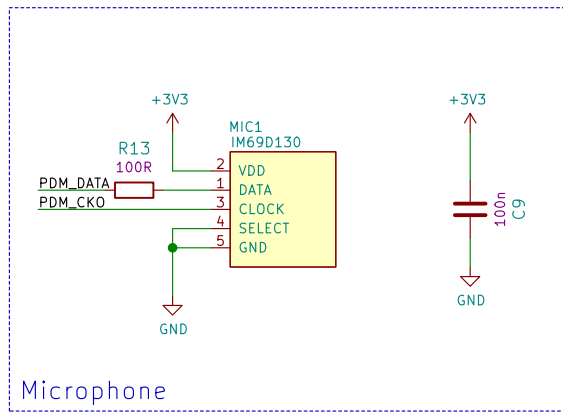 +3V3
+3V3
MIC1
IM69D130
R13
100R
PDM_DATA
PDM_CKO
2 VDD
1 DATA
3 CLOCK
4 SELECT
5 GND
100n
C9
GND
GND
Microphone